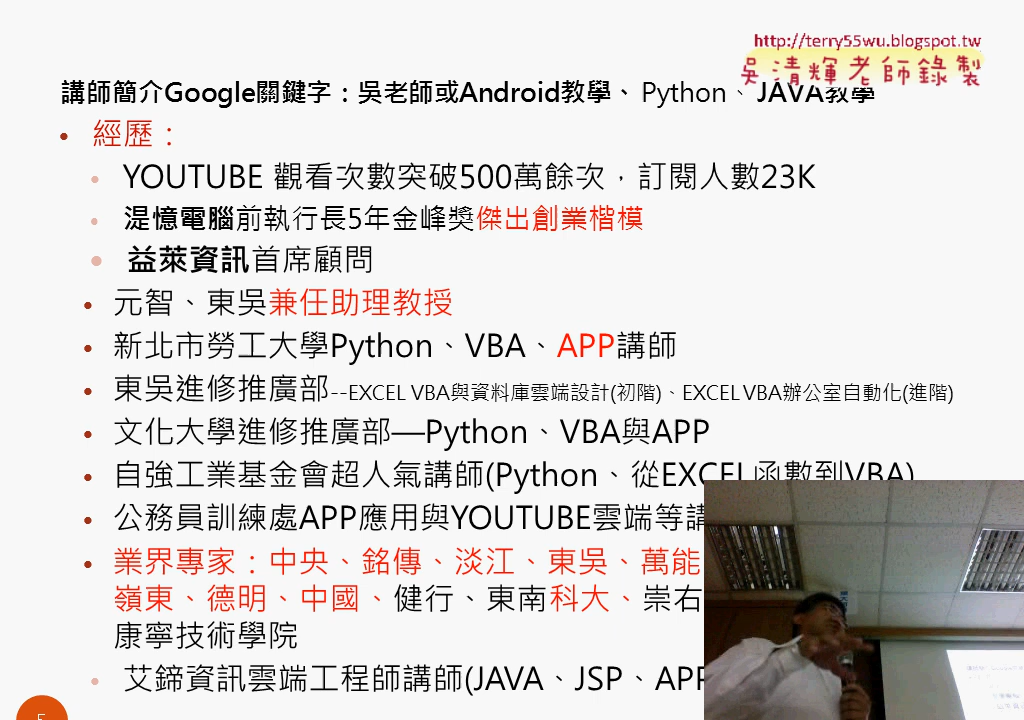 http://terry55wu.blogspot.tw
吳清輝老師錄製
講師簡介Google關鍵字：吳老師或Android教學、Python、JAVA教學
• 經歷：
• YOUTUBE 觀看次數突破500萬餘次，訂閱人數23K
• 湜憶電腦前執行長5年金峰獎傑出創業楷模
• 益萊資訊首席顧問
• 元智、東吳兼任助理教授
• 新北市勞工大學Python、VBA、APP講師
• 東吳進修推廣部--EXCEL VBA與資料庫雲端設計(初階)、EXCEL VBA辦公室自動化(進階)
• 文化大學進修推廣部—Python、VBA與APP
• 自強工業基金會超人氣講師(Python、從EXCEL函數到VBA)
• 公務員訓練處APP應用與YOUTUBE雲端等講
• 業界專家：中央、銘傳、淡江、東吳、萬能
嶺東、德明、中國、健行、東南科大、崇右
康寧技術學院
• 艾鍗資訊雲端工程師講師(JAVA、JSP、APP
5